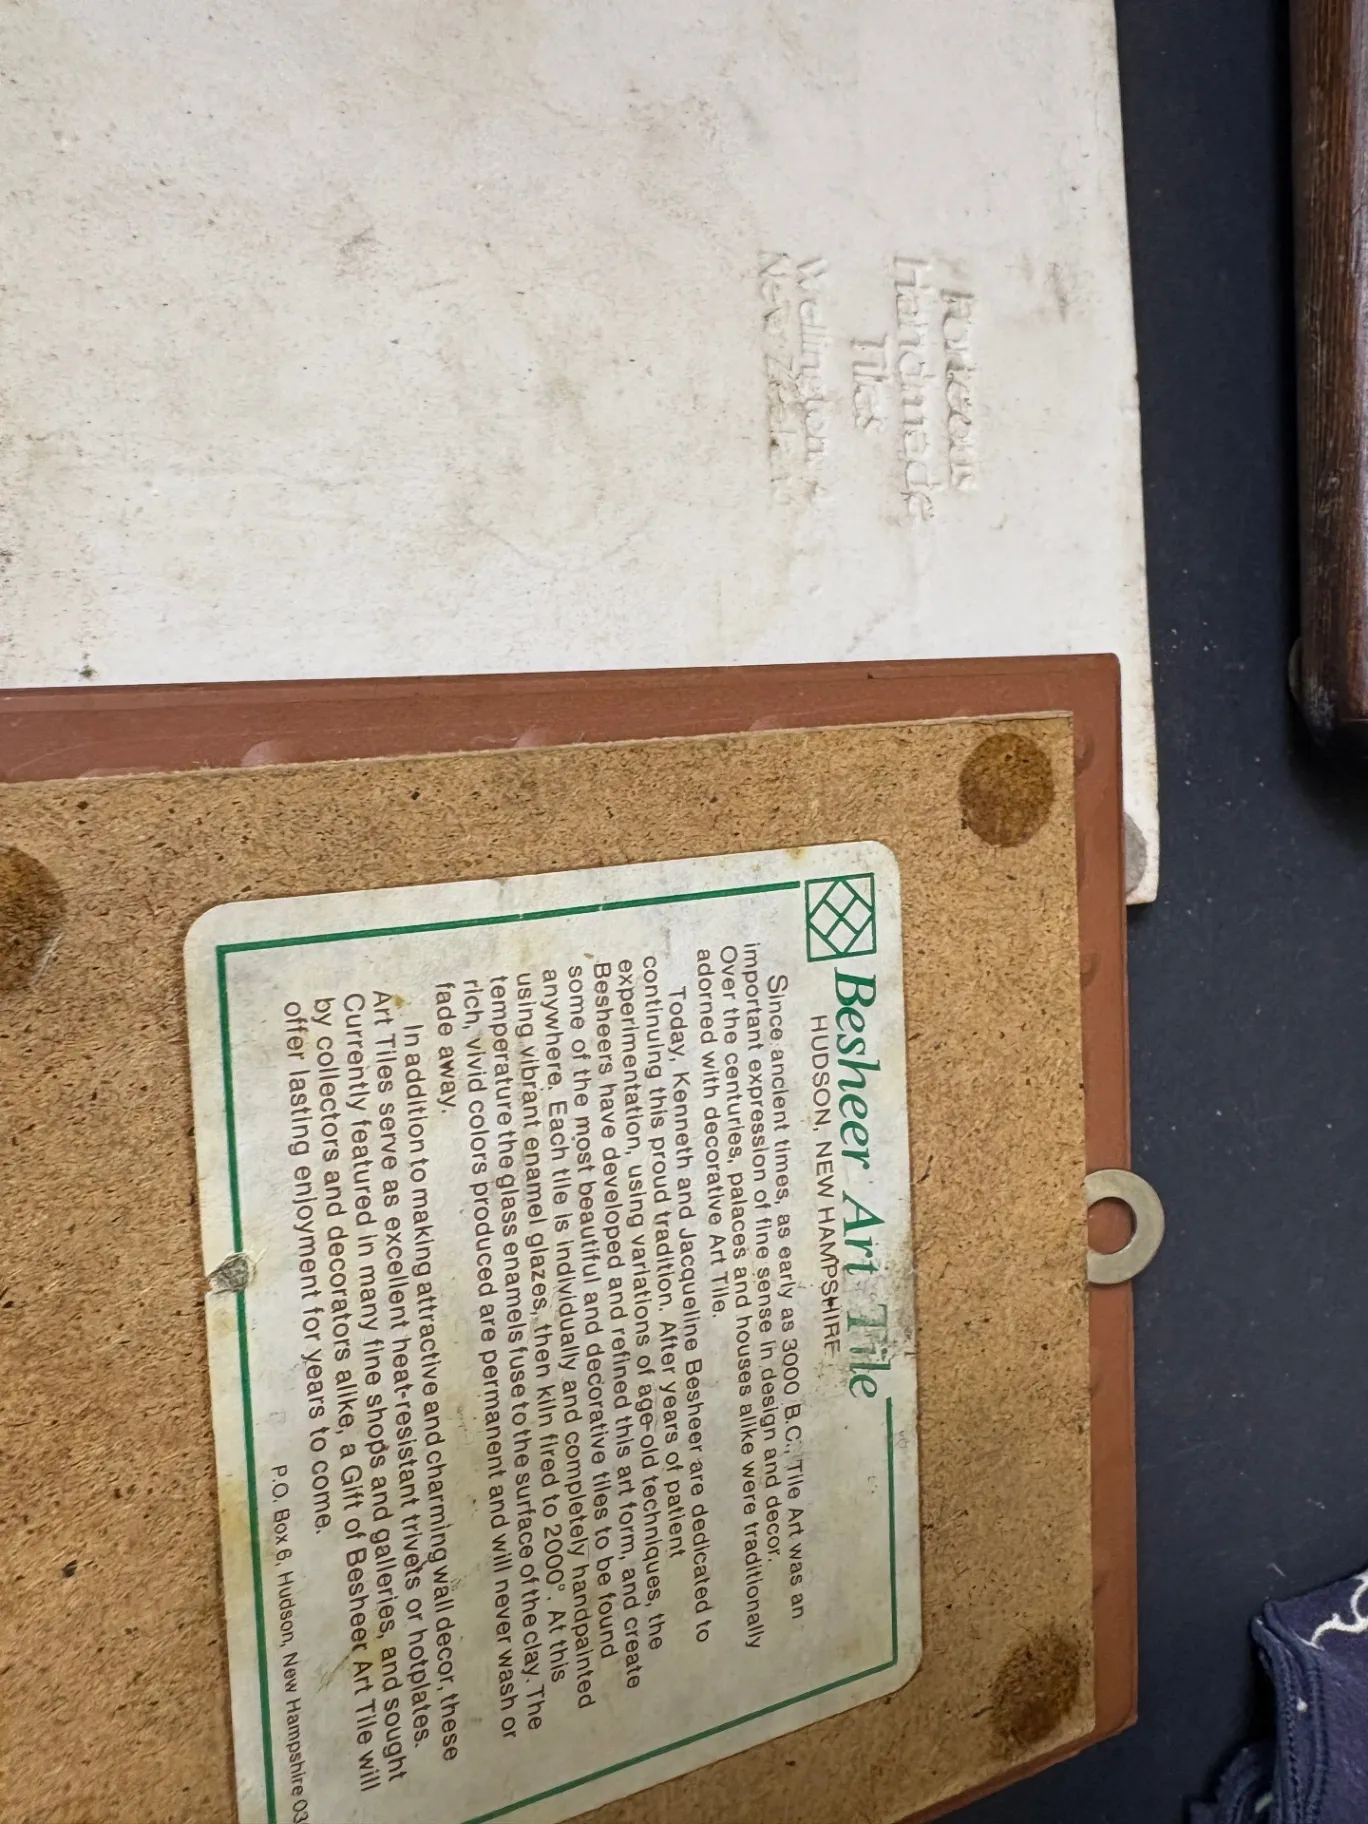 Porteous
Handmade
Tiles
Wellington
New Zealand
Besheer Art Tile
HUDSON, NEW HAMPSHIRE
Since ancient times, as early as 3000 B.C., Tile Art was an
important expression of fine sense in design and decor.
Over the centuries, palaces and houses alike were traditionally
adorned with decorative Art Tile.
Today, Kenneth and Jacqueline Besheer are dedicated to
continuing this proud tradition. After years of patient
experimentation, using variations of age-old techniques, the
Besheers have developed and refined this art form, and create
some of the most beautiful and decorative tiles to be found
anywhere. Each tile is individually and completely handpainted
using vibrant enamel glazes, then kiln fired to 2000°. At this
temperature the glass enamels fuse to the surface of the clay. The
rich, vivid colors produced are permanent and will never wash or
fade away.
In addition to making attractive and charming wall decor, these
Art Tiles serve as excellent heat-resistant trivets or hotplates.
Currently featured in many fine shops and galleries, and sought
by collectors and decorators alike, a Gift of Besheer Art Tile will
offer lasting enjoyment for years to come.
P.O. Box 6, Hudson, New Hampshire 03